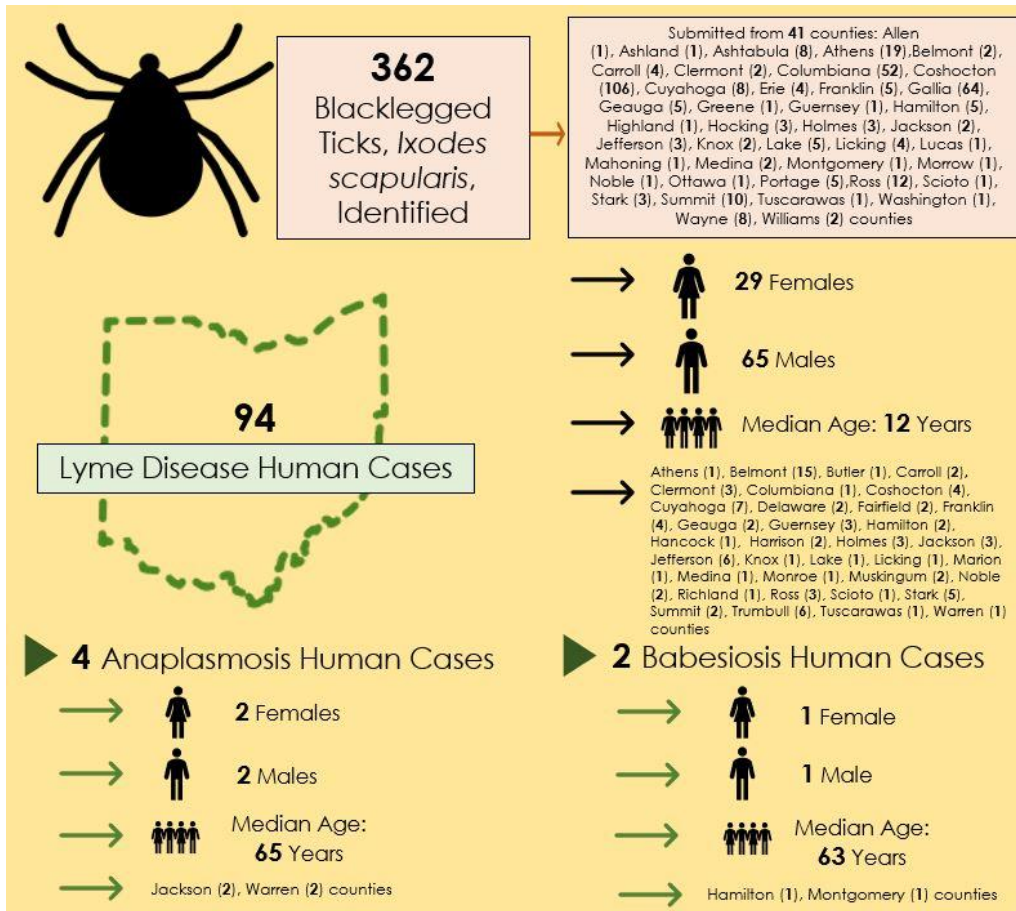 362
Blacklegged
Ticks, Ixodes
scapularis,
Identified
Submitted from 41 counties: Allen
(1), Ashland (1), Ashtabula (8), Athens (19),Belmont (2),
Carroll (4), Clermont (2), Columbiana (52), Coshocton
(106), Cuyahoga (8), Erie (4), Franklin (5), Gallia (64),
Geauga (5), Greene (1), Guernsey (1), Hamilton (5),
Highland (1), Hocking (3), Holmes (3), Jackson (2),
Jefferson (3), Knox (2), Lake (5), Licking (4), Lucas (1),
Mahoning (1), Medina (2), Montgomery (1), Morrow (1),
Noble (1), Ottawa (1), Portage (5),Ross (12), Scioto (1),
Stark (3), Summit (10), Tuscarawas (1), Washington (1),
Wayne (8), Williams (2) counties
94
Lyme Disease Human Cases
29 Females
65 Males
Median Age: 12 Years
Athens (1), Belmont (15), Butler (1), Carroll (2),
Clermont (3), Columbiana (1), Coshocton (4),
Cuyahoga (7), Delaware (2), Fairfield (2), Franklin
(4), Geauga (2), Guernsey (3), Hamilton (2),
Hancock (1), Harrison (2), Holmes (3), Jackson (3),
Jefferson (6), Knox (1), Lake (1), Licking (1), Marion
(1), Medina (1), Monroe (1), Muskingum (2), Noble
(2), Richland (1), Ross (3), Scioto (1), Stark (5),
Summit (2), Trumbull (6), Tuscarawas (1), Warren (1)
counties
4 Anaplasmosis Human Cases
2 Females
2 Males
Median Age:
65 Years
Jackson (2), Warren (2) counties
2 Babesiosis Human Cases
1 Female
1 Male
Median Age:
63 Years
Hamilton (1), Montgomery (1) counties